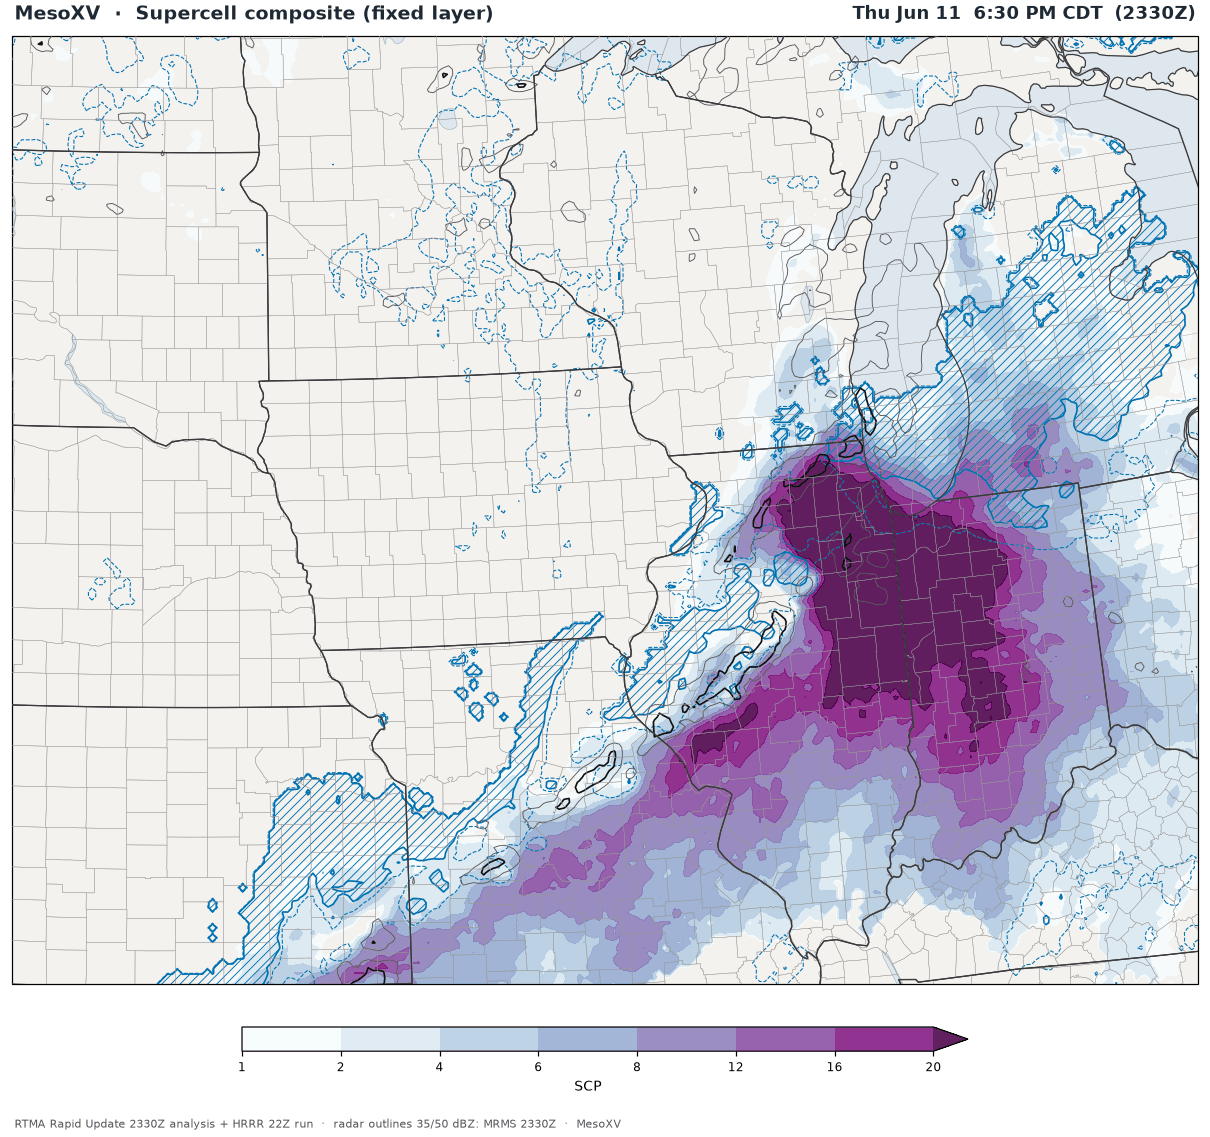 MesoXV · Supercell composite (fixed layer)
Thu Jun 11 6:30 PM CDT (2330Z)
1 2 4 6 8 12 16 20
SCP
RTMA Rapid Update 2330Z analysis + HRRR 22Z run · radar outlines 35/50 dBZ: MRMS 2330Z · MesoXV